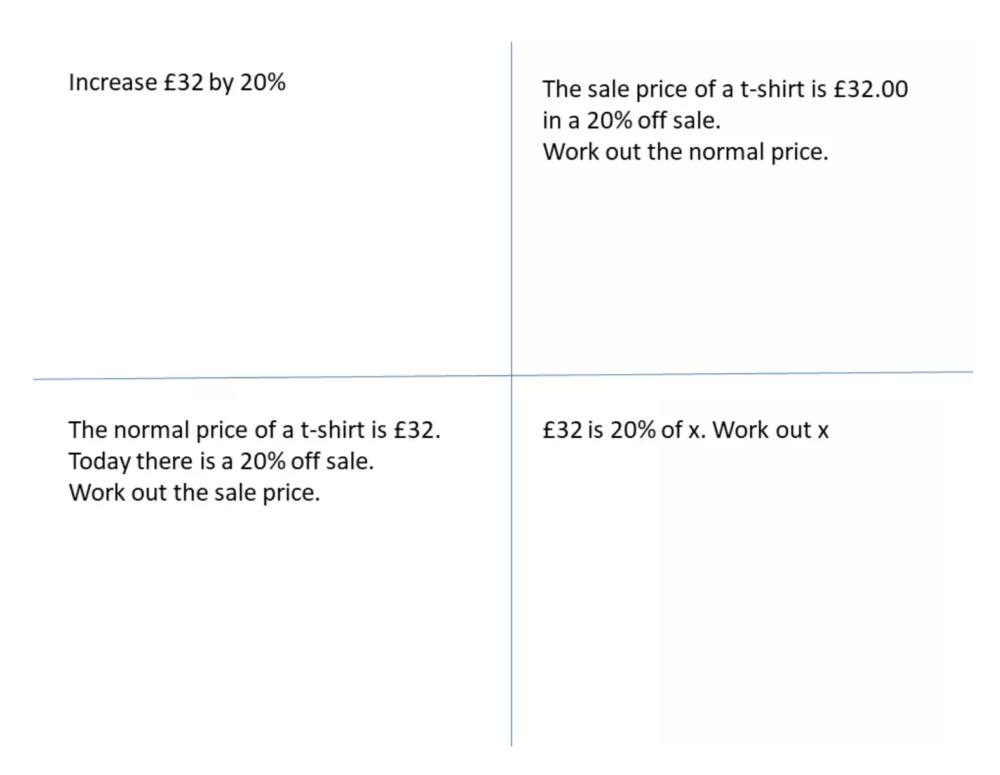 Increase £32 by 20%
The sale price of a t-shirt is £32.00
in a 20% off sale.
Work out the normal price.
The normal price of a t-shirt is £32.
Today there is a 20% off sale.
Work out the sale price.
£32 is 20% of x. Work out x